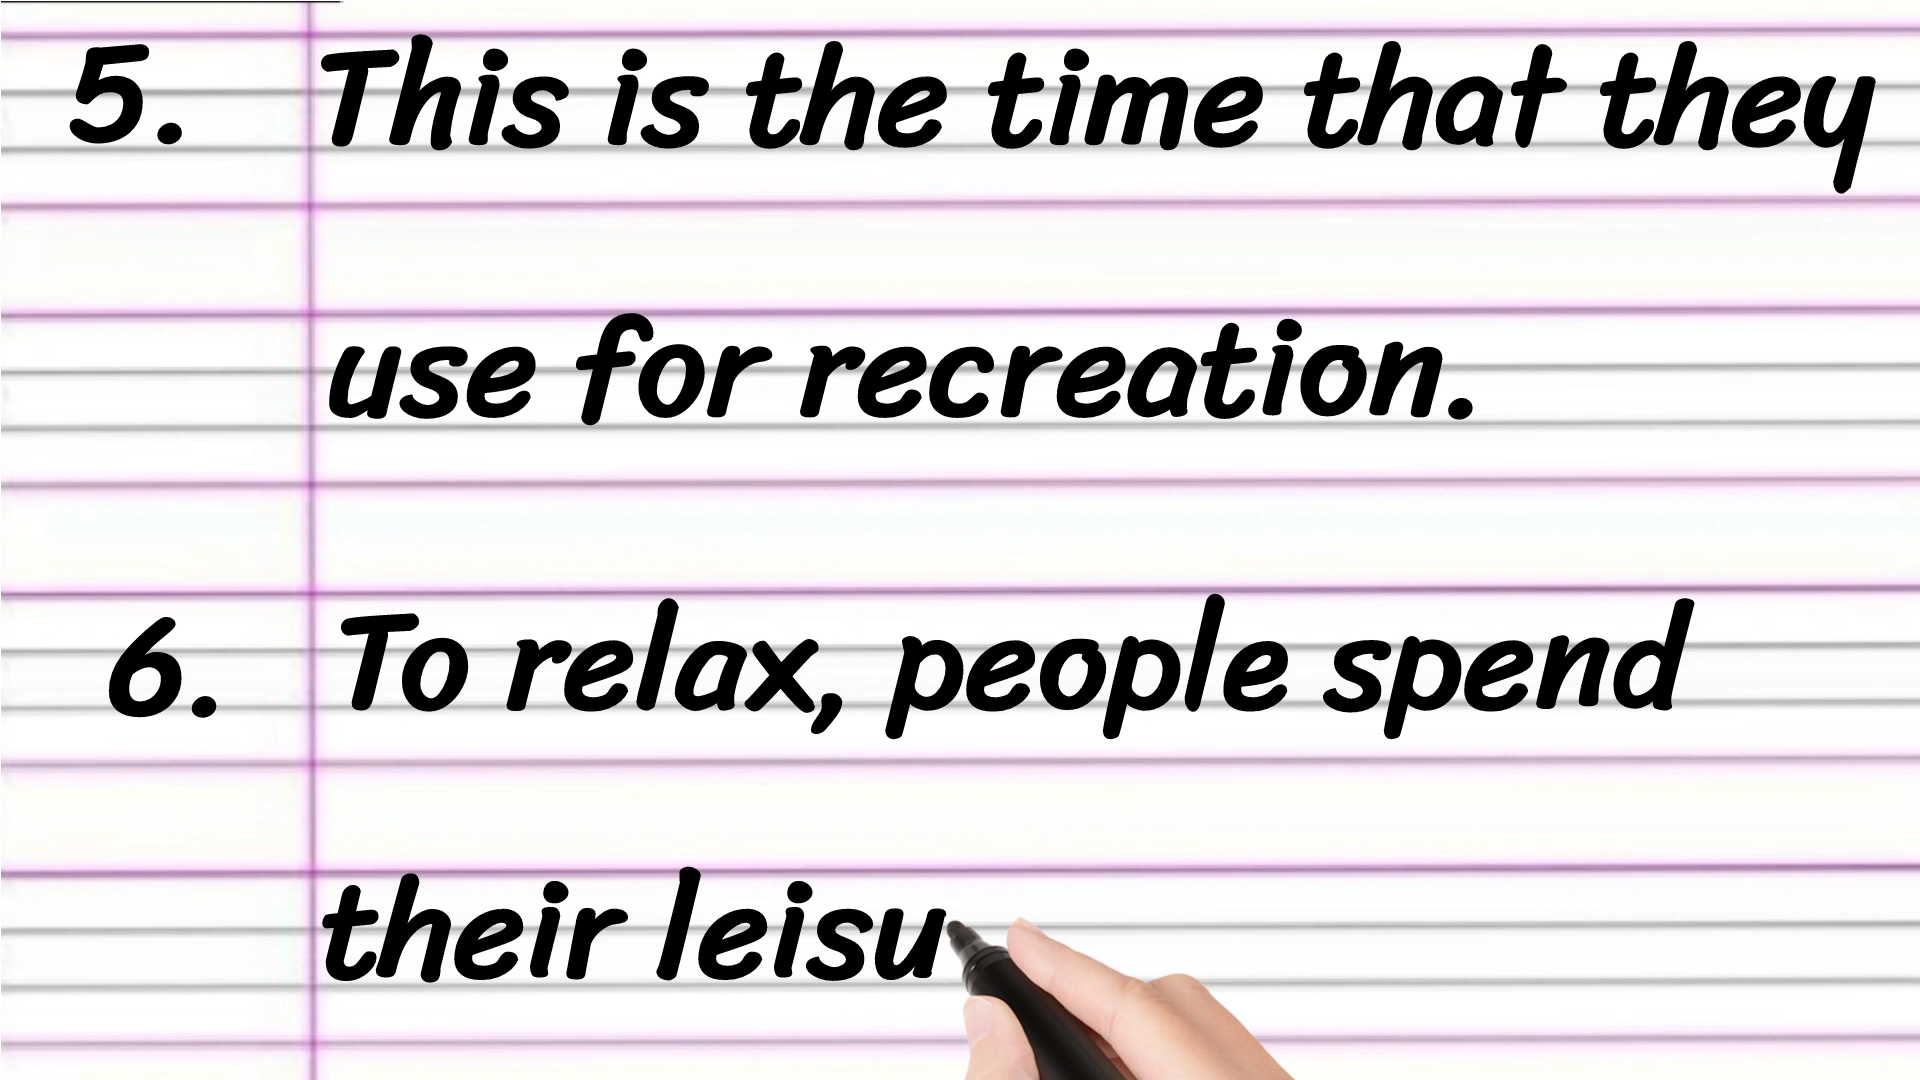 5. This is the time that they
use for recreation.
6. To relax, people spend
their leisu